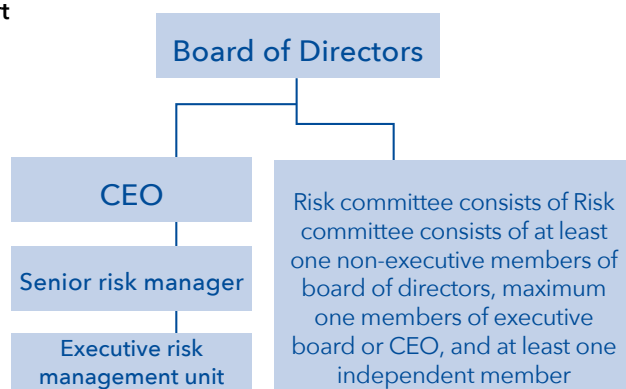 rt
Board of Directors
CEO
Senior risk manager
Executive risk
management unit
Risk committee consists of Risk
committee consists of at least
one non-executive members of
board of directors, maximum
one members of executive
board or CEO, and at least one
independent member